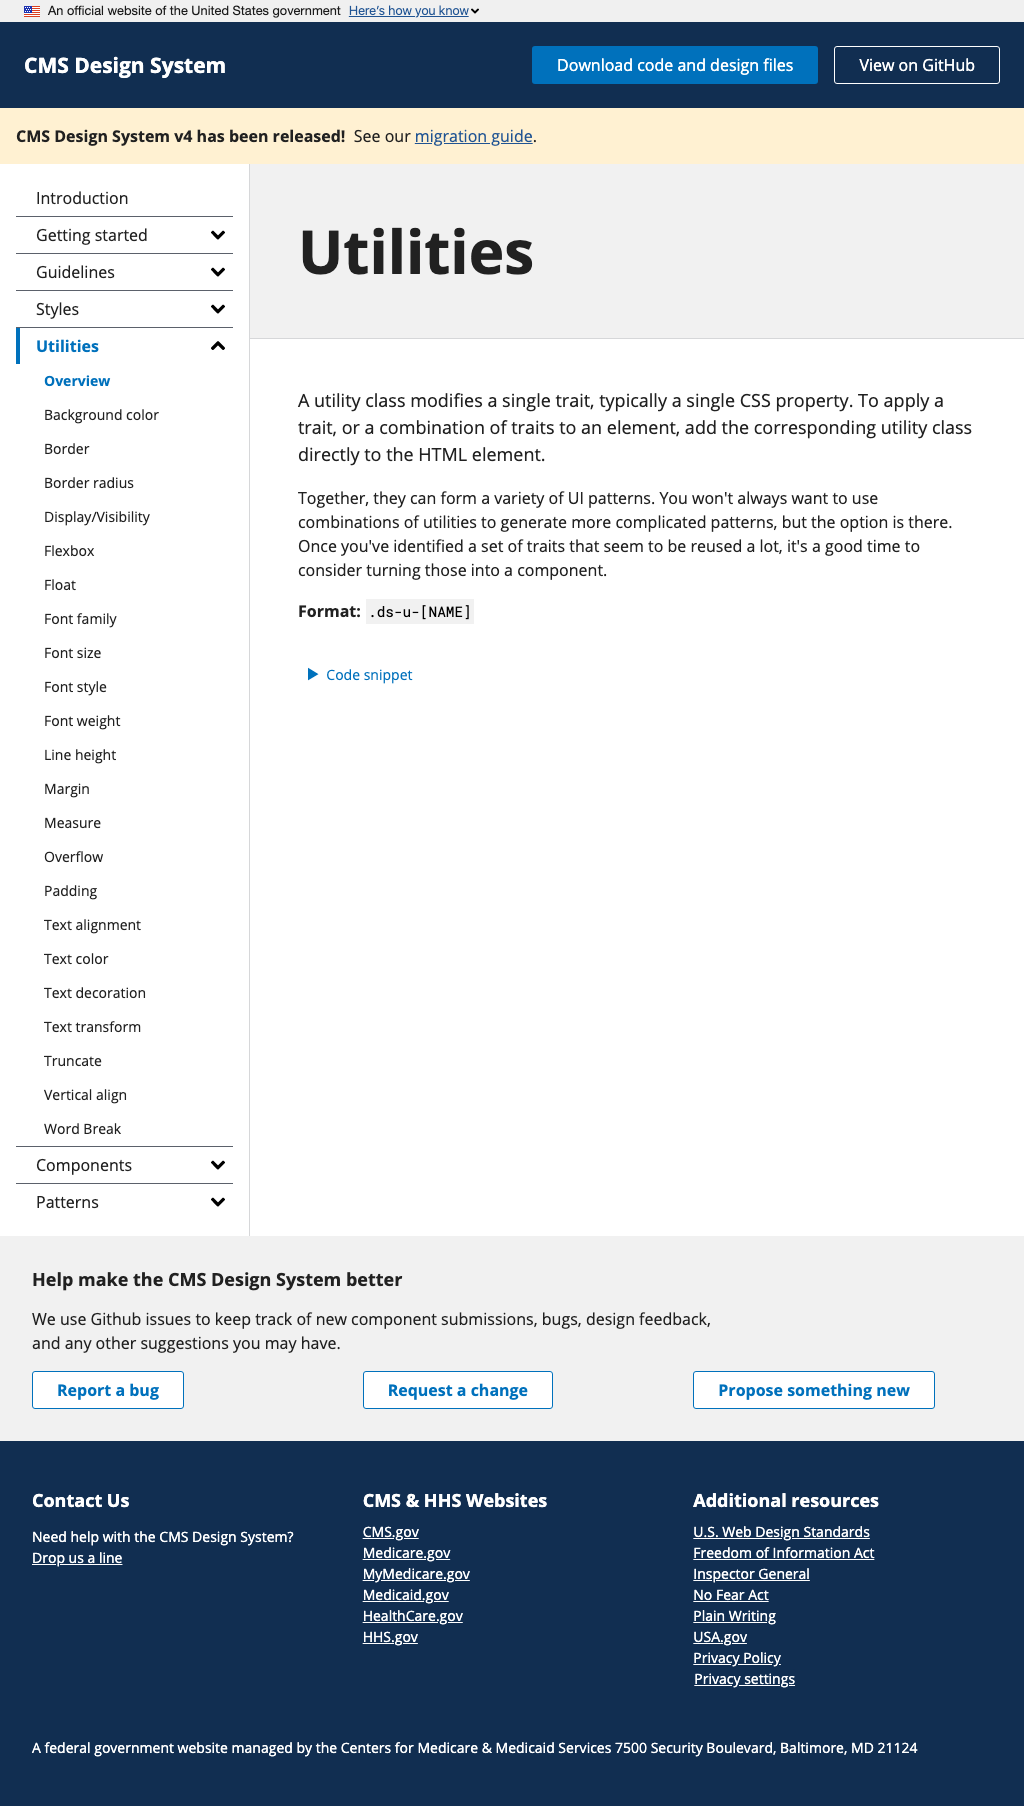 An official website of the United States government Here's how you know
CMS Design System
Download code and design files
View on GitHub
CMS Design System v4 has been released! See our migration guide.
Introduction
Getting started
Guidelines
Styles
Utilities
Overview
Background color
Border
Border radius
Display/Visibility
Flexbox
Float
Font family
Font size
Font style
Font weight
Line height
Margin
Measure
Overflow
Padding
Text alignment
Text color
Text decoration
Text transform
Truncate
Vertical align
Word Break
Components
Patterns
Utilities
A utility class modifies a single trait, typically a single CSS property. To apply a
trait, or a combination of traits to an element, add the corresponding utility class
directly to the HTML element.
Together, they can form a variety of UI patterns. You won't always want to use
combinations of utilities to generate more complicated patterns, but the option is there.
Once you've identified a set of traits that seem to be reused a lot, it's a good time to
consider turning those into a component.
Format: .ds-u-[NAME]
Code snippet
Help make the CMS Design System better
We use Github issues to keep track of new component submissions, bugs, design feedback,
and any other suggestions you may have.
Report a bug
Request a change
Propose something new
Contact Us
Need help with the CMS Design System?
Drop us a line
CMS & HHS Websites
CMS.gov
Medicare.gov
MyMedicare.gov
Medicaid.gov
HealthCare.gov
HHS.gov
Additional resources
U.S. Web Design Standards
Freedom of Information Act
Inspector General
No Fear Act
Plain Writing
USA.gov
Privacy Policy
Privacy settings
A federal government website managed by the Centers for Medicare & Medicaid Services 7500 Security Boulevard, Baltimore, MD 21124